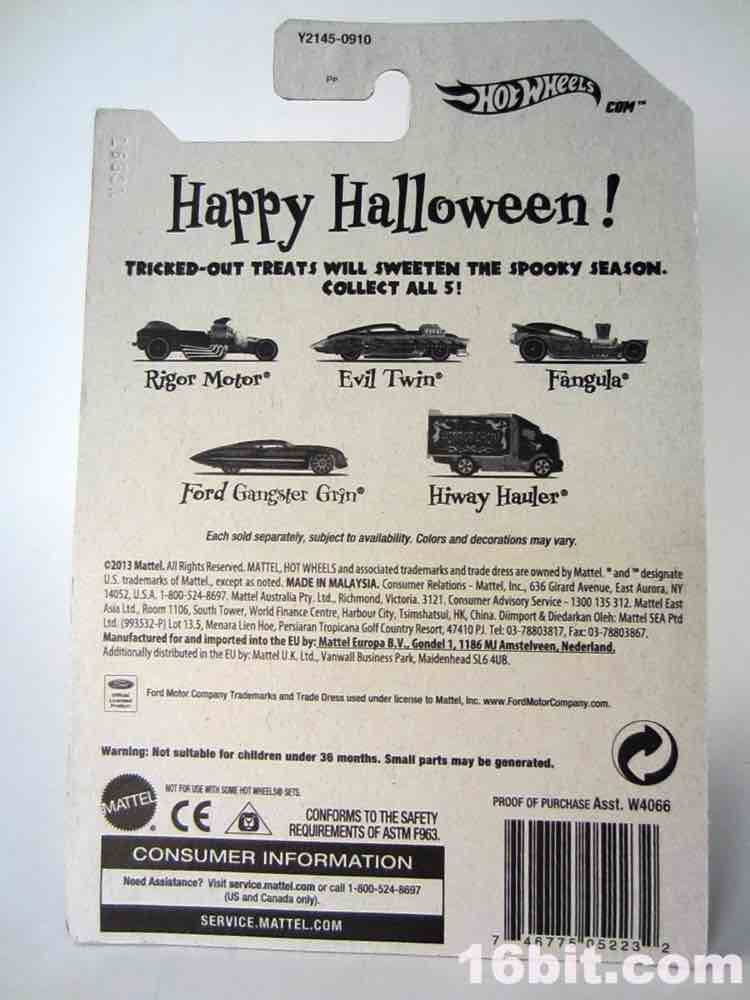 Y2145-0910
PP
HOT WHEELS
COM™
Happy Halloween!
TRICKED-OUT TREATS WILL SWEETEN THE SPOOKY SEASON.
COLLECT ALL 5!
Rigor Motor® Evil Twin® Fangula®
Ford Gangster Grin® Hiway Hauler®
Each sold separately, subject to availability. Colors and decorations may vary.
©2013 Mattel. All Rights Reserved. MATTEL, HOT WHEELS and associated trademarks and trade dress are owned by Mattel. ® and ™ designate
U.S. trademarks of Mattel., except as noted. MADE IN MALAYSIA. Consumer Relations - Mattel, Inc., 636 Girard Avenue, East Aurora, NY
14052, U.S.A. 1-800-524-8697. Mattel Australia Pty. Ltd., Richmond, Victoria. 3121. Consumer Advisory Service - 1300 135 312. Mattel East
Asia Ltd., Room 1106, South Tower, World Finance Centre, Harbour City, Tsimshatsui, HK, China. Diimport & Diedarkan Oleh: Mattel SEA Ptd
Ltd. (993532-P) Lot 13.5, Menara Lien Hoe, Persiaran Tropicana Golf Country Resort, 47410 PJ. Tel: 03-78803817, Fax: 03-78803867.
Manufactured for and imported into the EU by: Mattel Europa B.V., Gondel 1, 1186 MJ Amstelveen, Nederland.
Additionally distributed in the EU by: Mattel U.K. Ltd., Vanwall Business Park, Maidenhead SL6 4UB.
Ford
Official
Licensed
Product
Ford Motor Company Trademarks and Trade Dress used under license to Mattel, Inc. www.FordMotorCompany.com.
Warning: Not suitable for children under 36 months. Small parts may be generated.
MATTEL
NOT FOR USE WITH SOME HOT WHEELS® SETS.
CE
CONFORMS TO THE SAFETY
REQUIREMENTS OF ASTM F963.
PROOF OF PURCHASE Asst. W4066
CONSUMER INFORMATION
Need Assistance? Visit service.mattel.com or call 1-800-524-8697
(US and Canada only).
SERVICE.MATTEL.COM
7 46775 05223 2
16bit.com